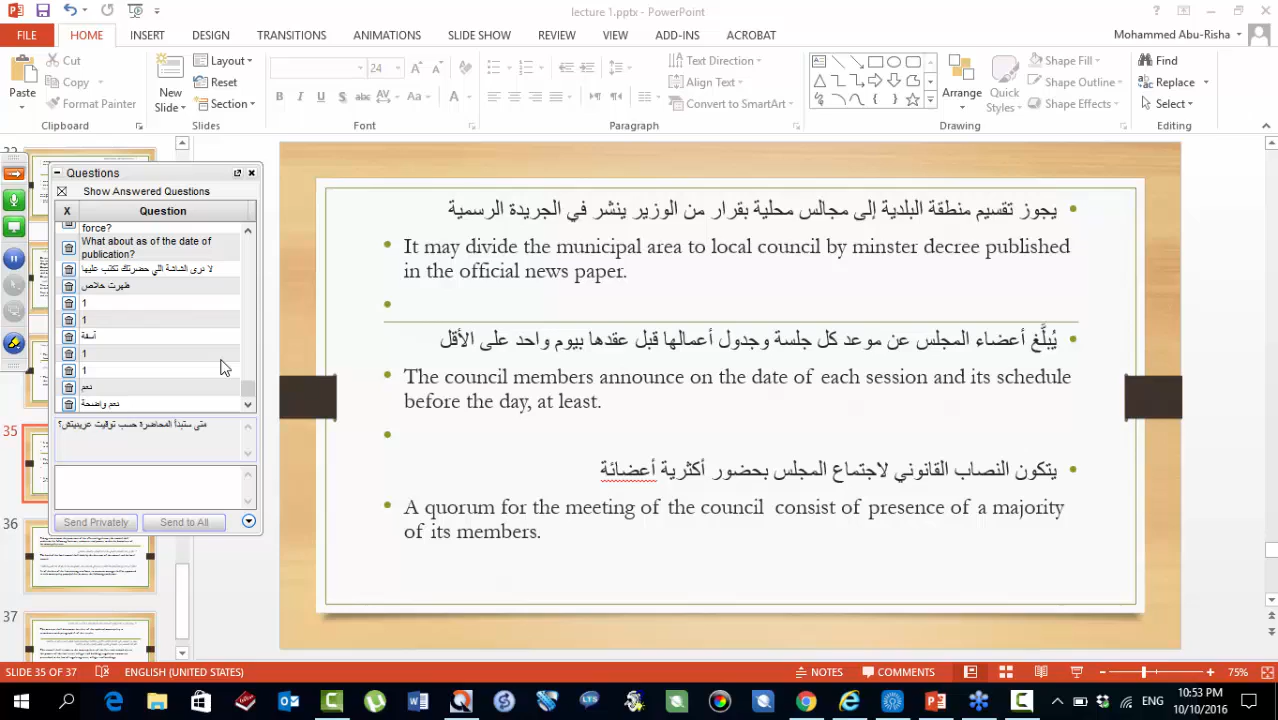 lecture 1.pptx - PowerPoint
FILE HOME INSERT DESIGN TRANSITIONS ANIMATIONS SLIDE SHOW REVIEW VIEW ADD-INS ACROBAT Mohammed Abu-Risha
Paste
Cut
Copy
Format Painter
Clipboard
New Slide
Layout
Reset
Section
Slides
24
Font
Paragraph
Text Direction
Align Text
Convert to SmartArt
Arrange
Quick Styles
Shape Fill
Shape Outline
Shape Effects
Drawing
Find
Replace
Select
Editing
Questions
Show Answered Questions
X Question
force?
What about as of the date of
publication?
لا نرى الشاشة اللي حضرتك تكتب عليها
ظهرت خلاص
1
1
آسفة
1
1
نعم
نعم واضحة
متى ستبدأ المحاضرة حسب توقيت غرينيتش؟
Send Privately Send to All
35
36
37
يجوز تقسيم منطقة البلدية إلى مجالس محلية بقرار من الوزير ينشر في الجريدة الرسمية
It may divide the municipal area to local council by minster decree published
in the official news paper.
يُبلَّغ أعضاء المجلس عن موعد كل جلسة وجدول أعمالها قبل عقدها بيوم واحد على الأقل
The council members announce on the date of each session and its schedule
before the day, at least.
يتكون النصاب القانوني لاجتماع المجلس بحضور أكثرية أعضائة
A quorum for the meeting of the council consist of presence of a majority
of its members.
SLIDE 35 OF 37 ENGLISH (UNITED STATES) NOTES COMMENTS 75%
LTS
ENG
10:53 PM
10/10/2016